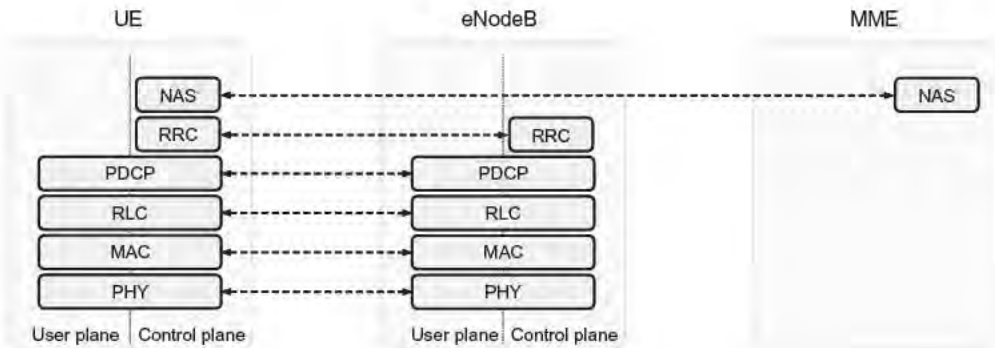 UE eNodeB MME
NAS NAS
RRC RRC
PDCP PDCP
RLC RLC
MAC MAC
PHY PHY
User plane Control plane User plane Control plane